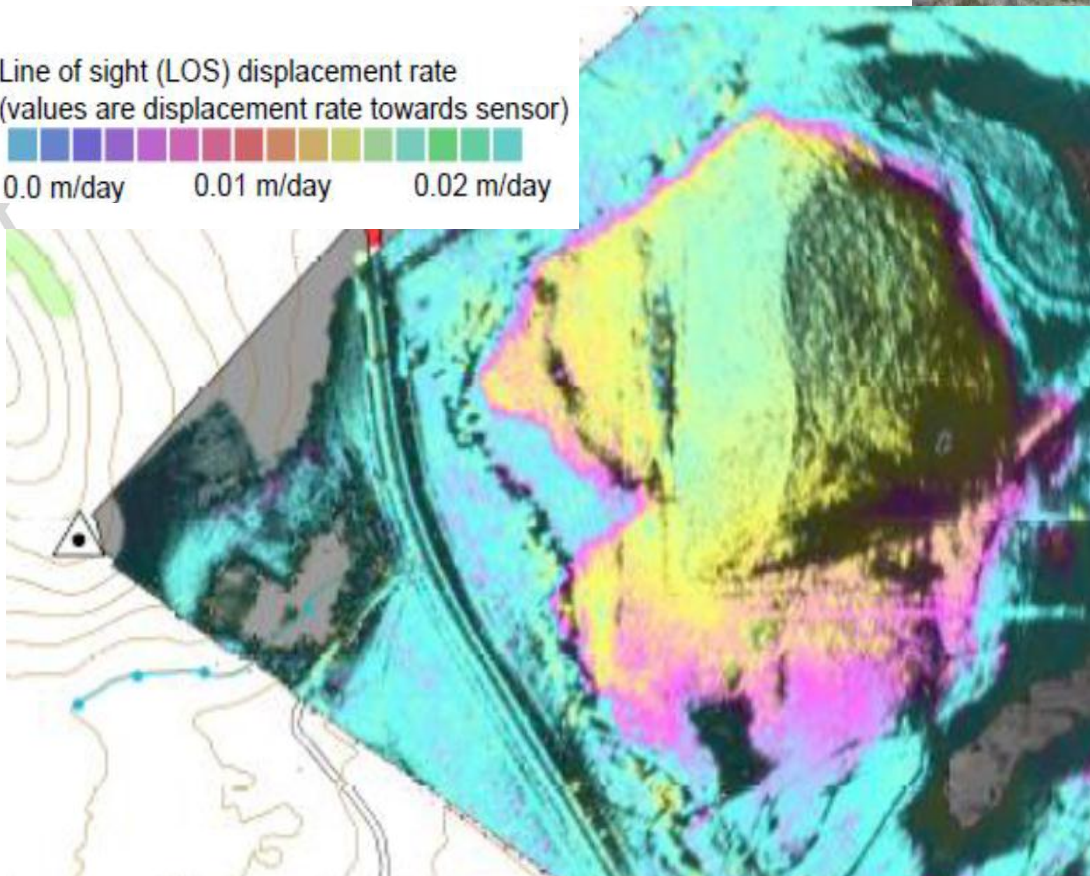 Line of sight (LOS) displacement rate
(values are displacement rate towards sensor)
0.0 m/day 0.01 m/day 0.02 m/day